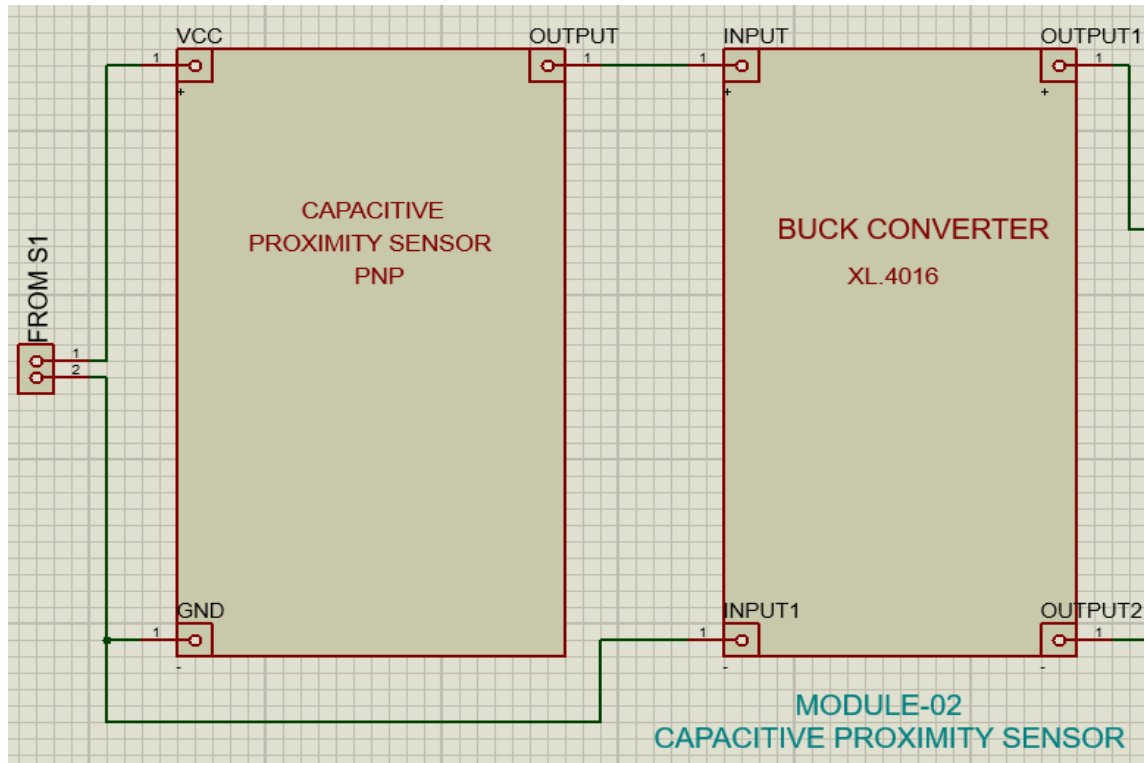 VCC
OUTPUT
INPUT
OUTPUT1
1
1
1
1
+
+
+
CAPACITIVE
PROXIMITY SENSOR
PNP
BUCK CONVERTER
XL.4016
FROM S1
1
2
GND
INPUT1
OUTPUT2
1
1
1
-
-
-
MODULE-02
CAPACITIVE PROXIMITY SENSOR